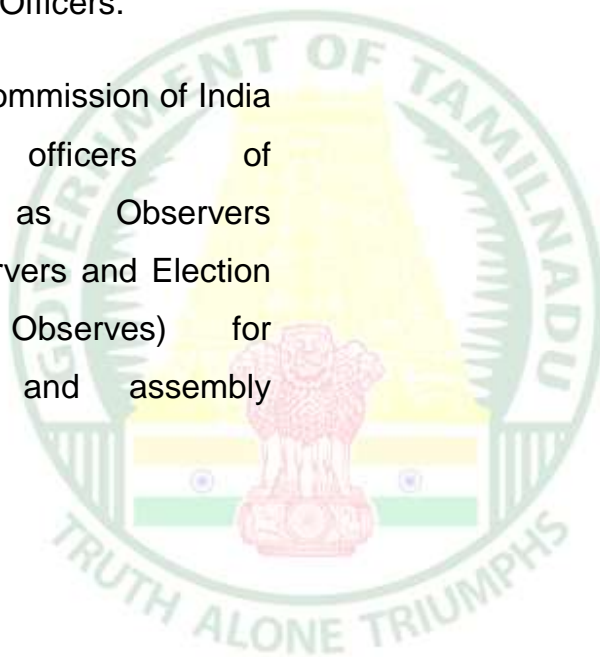 Officers.
ommission of India
officers of
as Observers
rvers and Election
Observes) for
and assembly
GOVERNMENT OF TAMILNADU
TRUTH ALONE TRIUMPHS